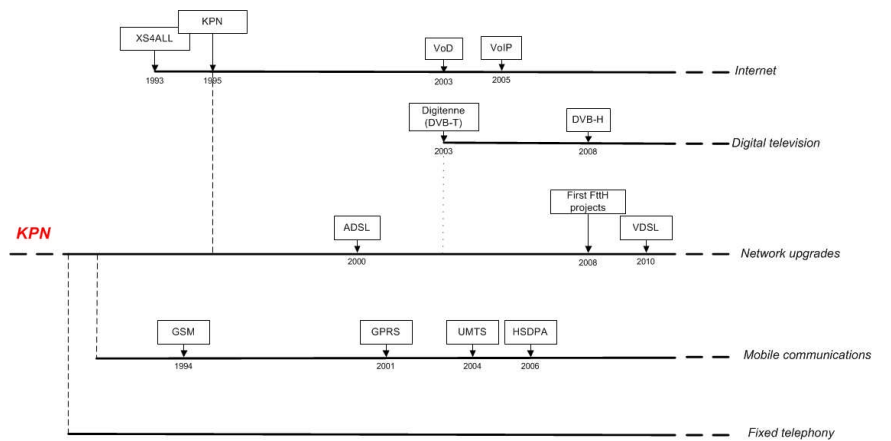 KPN
XS4ALL
VoD
VoIP
1993
1995
2003
2005
Internet
Digitenne
(DVB-T)
DVB-H
2003
2008
Digital television
First FttH
projects
KPN
ADSL
VDSL
2000
2008
2010
Network upgrades
GSM
GPRS
UMTS
HSDPA
1994
2001
2004
2006
Mobile communications
Fixed telephony